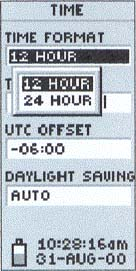 TIME
TIME FORMAT
12 HOUR
12 HOUR
24 HOUR
T
UTC OFFSET
-06:00
DAYLIGHT SAVING
AUTO
10:28:16am
31-AUG-00